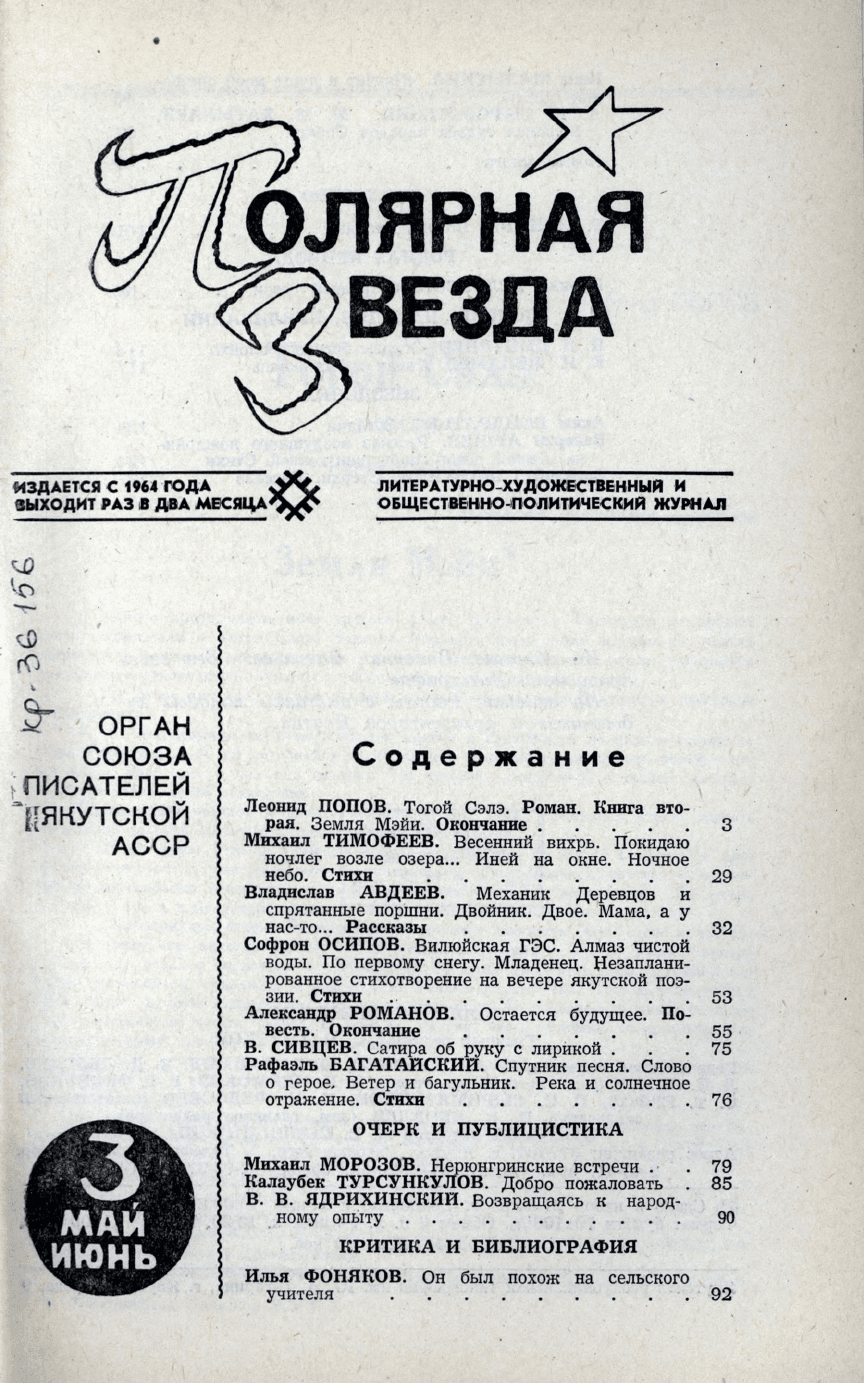 ПОЛЯРНАЯ
ЗВЕЗДА
ИЗДАЕТСЯ С 1964 ГОДА
ВЫХОДИТ РАЗ В ДВА МЕСЯЦА
ЛИТЕРАТУРНО-ХУДОЖЕСТВЕННЫЙ И
ОБЩЕСТВЕННО-ПОЛИТИЧЕСКИЙ ЖУРНАЛ
кр. 36 156
ОРГАН
СОЮЗА
ПИСАТЕЛЕЙ
ЯКУТСКОЙ
АССР
Содержание
Леонид ПОПОВ. Тогой Сэлэ. Роман. Книга вто-
рая. Земля Мэйи. Окончание . . . . . 3
Михаил ТИМОФЕЕВ. Весенний вихрь. Покидаю
ночлег возле озера... Иней на окне. Ночное
небо. Стихи . . . . . . . . 29
Владислав АВДЕЕВ. Механик Деревцов и
спрятанные поршни. Двойник. Двое. Мама, а у
нас-то... Рассказы . . . . . . . 32
Софрон ОСИПОВ. Вилюйская ГЭС. Алмаз чистой
воды. По первому снегу. Младенец. Незаплани-
рованное стихотворение на вечере якутской поэ-
зии. Стихи . . . . . . . . . 53
Александр РОМАНОВ. Остается будущее. По-
весть. Окончание . . . . . . . 55
В. СИВЦЕВ. Сатира об руку с лирикой . . . 75
Рафаэль БАГАТАЙСКИЙ. Спутник песня. Слово
о герое. Ветер и багульник. Река и солнечное
отражение. Стихи . . . . . . . 76
ОЧЕРК И ПУБЛИЦИСТИКА
Михаил МОРОЗОВ. Нерюнгринские встречи . . 79
Калаубек ТУРСУНКУЛОВ. Добро пожаловать . 85
В. В. ЯДРИХИНСКИЙ. Возвращаясь к народ-
ному опыту . . . . . . . . . 90
КРИТИКА И БИБЛИОГРАФИЯ
Илья ФОНЯКОВ. Он был похож на сельского
учителя . . . . . . . . . 92
3
МАЙ
ИЮНЬ